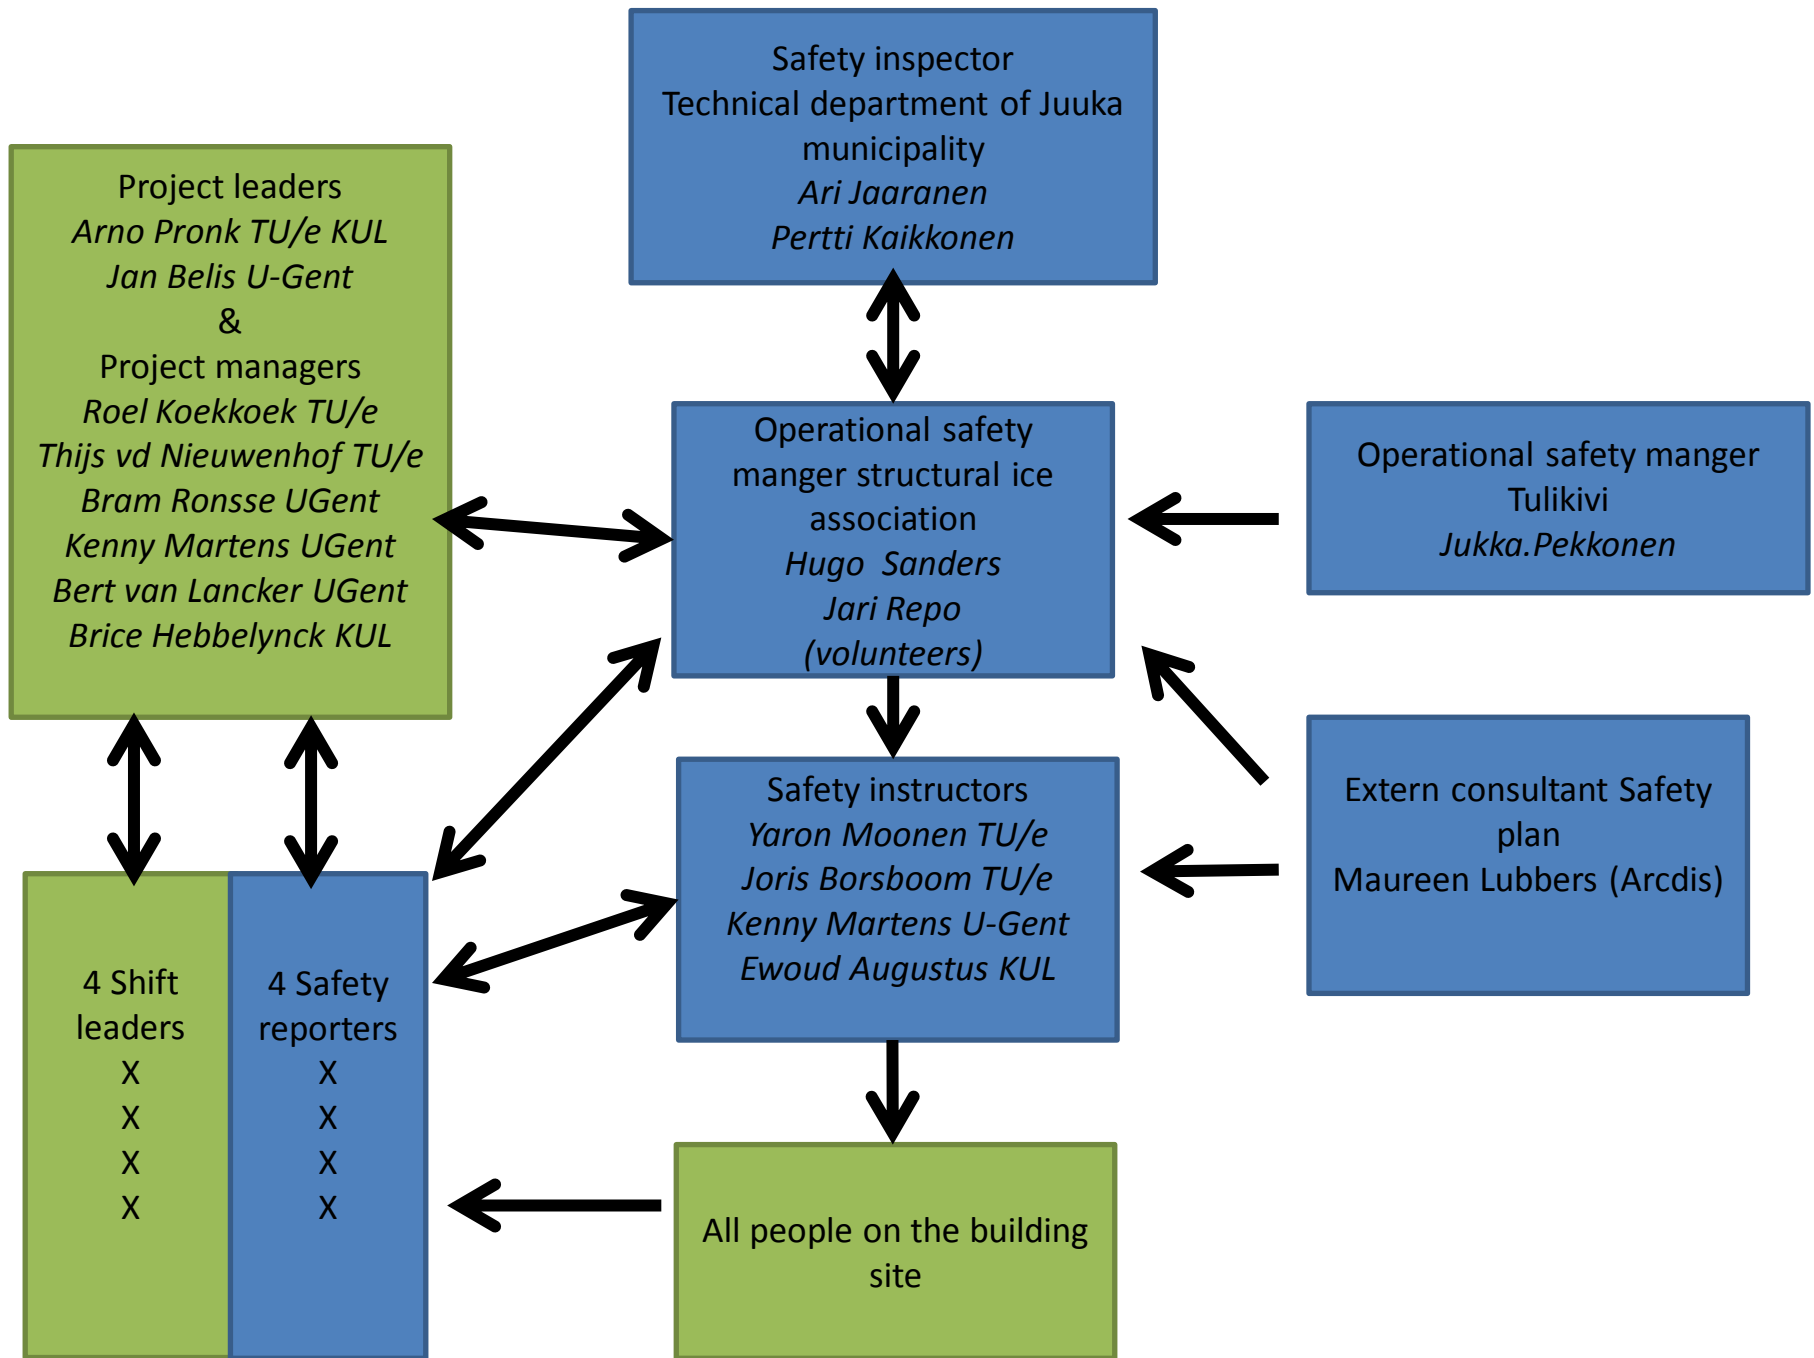 Safety inspector
Technical department of Juuka
municipality
Ari Jaaranen
Pertti Kaikkonen
Project leaders
Arno Pronk TU/e KUL
Jan Belis U-Gent
&
Project managers
Roel Koekkoek TU/e
Thijs vd Nieuwenhof TU/e
Bram Ronsse UGent
Kenny Martens UGent
Bert van Lancker UGent
Brice Hebbelynck KUL
Operational safety
manger structural ice
association
Hugo Sanders
Jari Repo
(volunteers)
Operational safety manger
Tulikivi
Jukka.Pekkonen
Safety instructors
Yaron Moonen TU/e
Joris Borsboom TU/e
Kenny Martens U-Gent
Ewoud Augustus KUL
Extern consultant Safety
plan
Maureen Lubbers (Arcdis)
4 Shift
leaders
X
X
X
X
4 Safety
reporters
X
X
X
X
All people on the building
site